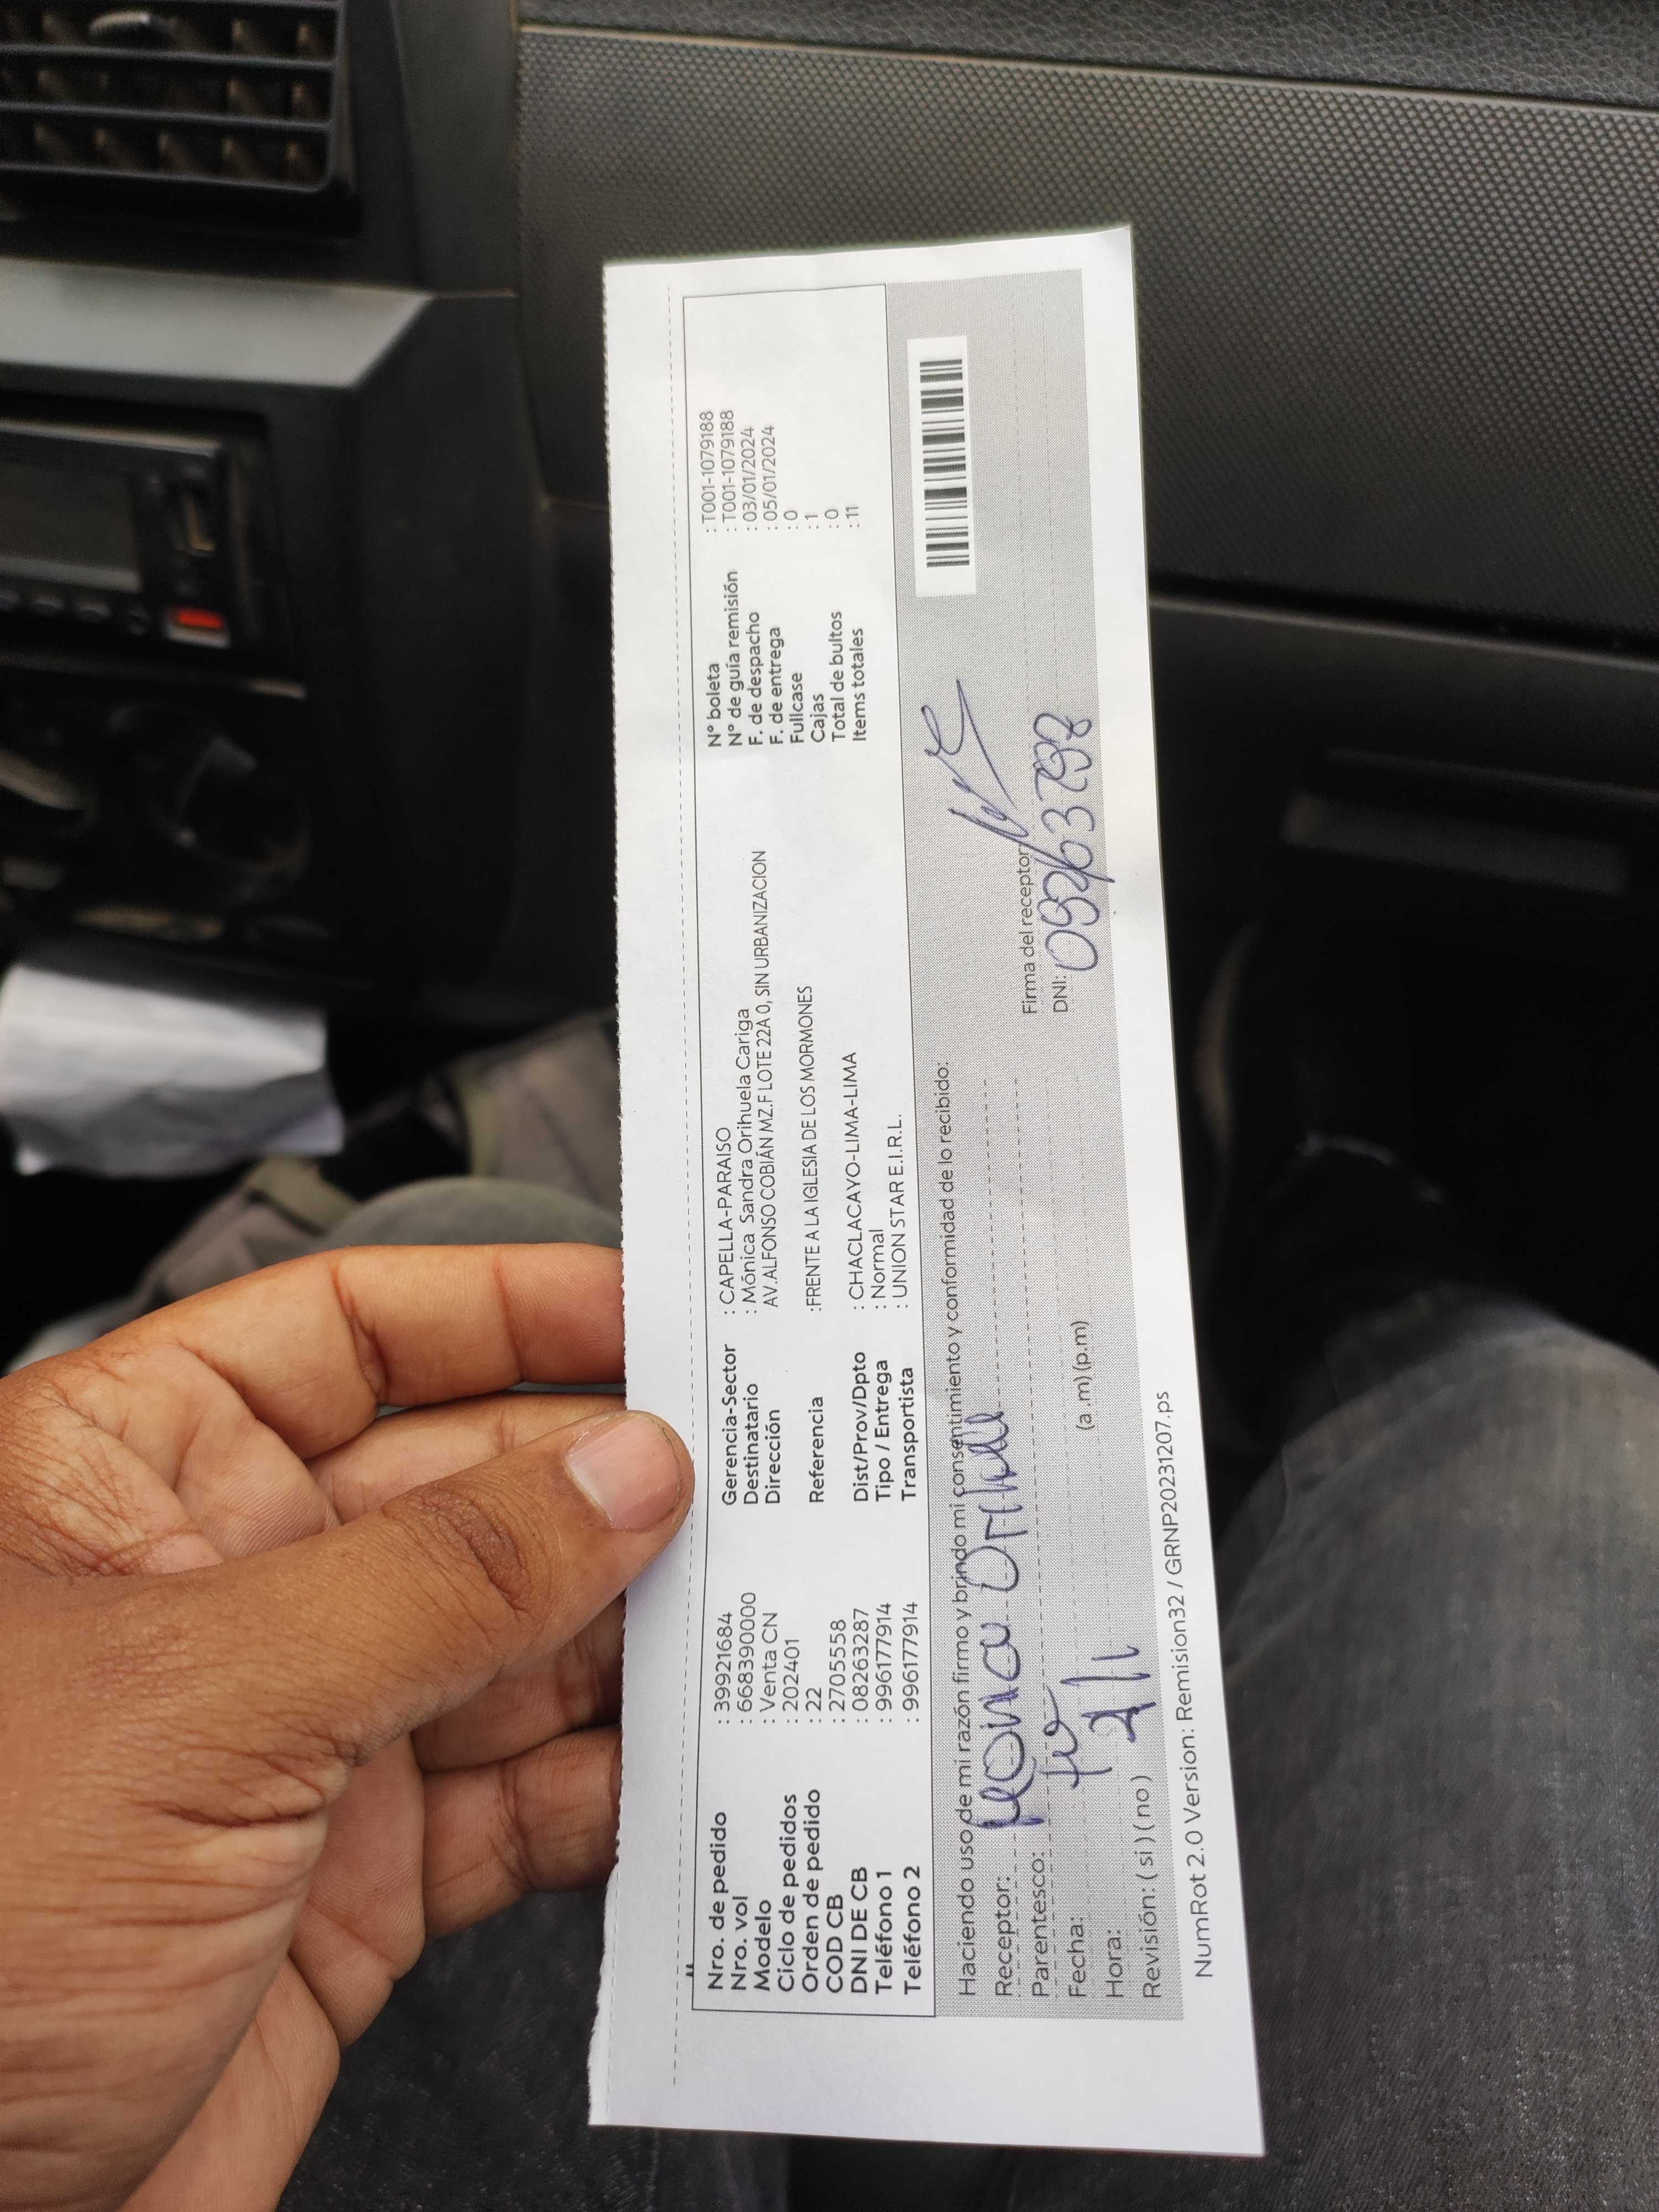 Nro. de pedido : 39921684
Nro. vol : 668390000
Modelo : Venta CN
Ciclo de pedidos : 202401
Orden de pedido : 22
COD CB : 2705558
DNI DE CB : 08263287
Teléfono 1 : 996177914
Teléfono 2 : 996177914
Gerencia-Sector : CAPELLA-PARAISO
Destinatario : Mónica Sandra Orihuela Cariga
Dirección AV.ALFONSO COBIÁN MZ.F LOTE 22A 0, SIN URBANIZACION
Referencia :FRENTE A LA IGLESIA DE LOS MORMONES
Dist/Prov/Dpto : CHACLACAYO-LIMA-LIMA
Tipo / Entrega : Normal
Transportista : UNION STAR E.I.R.L.
N° boleta : T001-1079188
N° de guía remisión : T001-1079188
F. de despacho : 03/01/2024
F. de entrega : 05/01/2024
Fullcase : 0
Cajas : 1
Total de bultos : 0
Items totales : 11
Haciendo uso de mi razón firmo y brindo mi consentimiento y conformidad de lo recibido:
Receptor:
Parentesco:
Fecha:
Hora: (a .m) (p.m)
Revisión: ( si ) ( no )
Firma del receptor
DNI:
NumRot 2.0 Version: Remision32 / GRNP20231207.ps